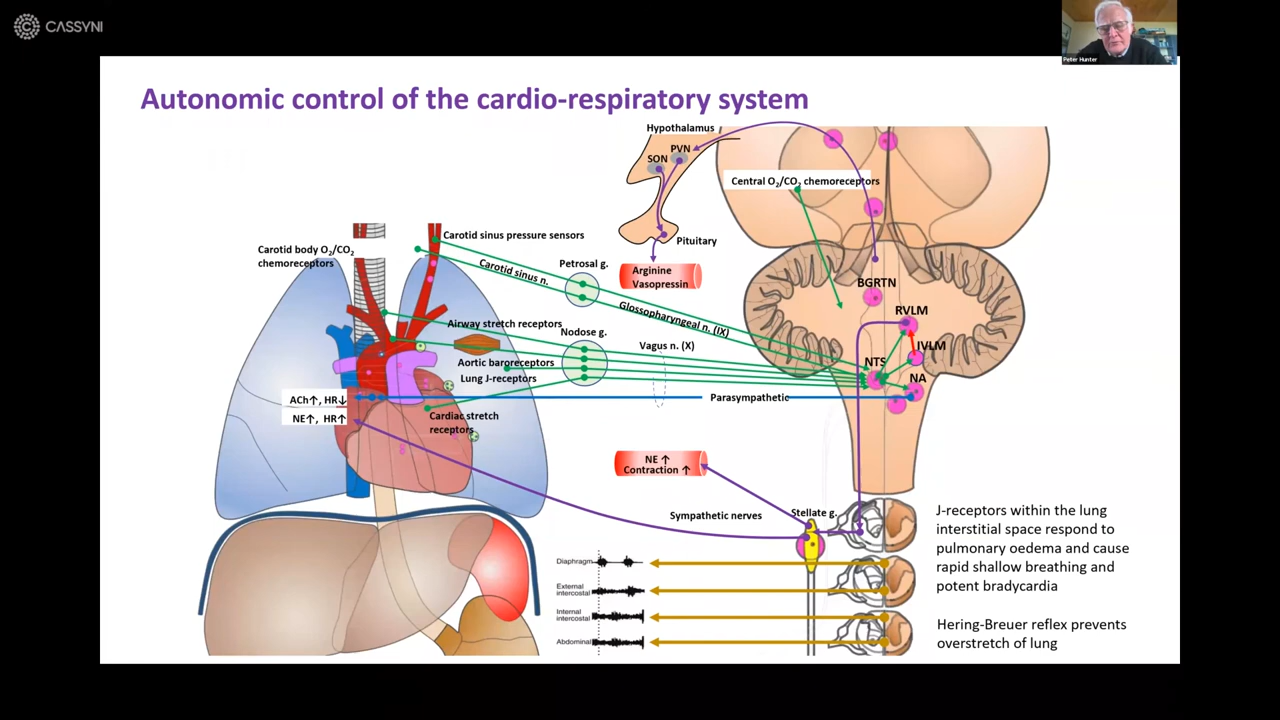 CASSYNI
Peter Hunter
Autonomic control of the cardio-respiratory system
Hypothalamus
PVN
SON
Central O₂/CO₂ chemoreceptors
Pituitary
Arginine
Vasopressin
Carotid body O₂/CO₂
chemoreceptors
Carotid sinus pressure sensors
Carotid sinus n.
Petrosal g.
Glossopharyngeal n. (IX)
Airway stretch receptors
Nodose g.
Vagus n. (X)
Aortic baroreceptors
Lung J-receptors
BGRTN
RVLM
IVLM
NTS
NA
ACh↑, HR↓
NE↑, HR↑
Parasympathetic
Cardiac stretch
receptors
NE ↑
Contraction ↑
Sympathetic nerves
Stellate g.
Diaphragm
External
intercostal
Internal
intercostal
Abdominal
J-receptors within the lung
interstitial space respond to
pulmonary oedema and cause
rapid shallow breathing and
potent bradycardia
Hering-Breuer reflex prevents
overstretch of lung